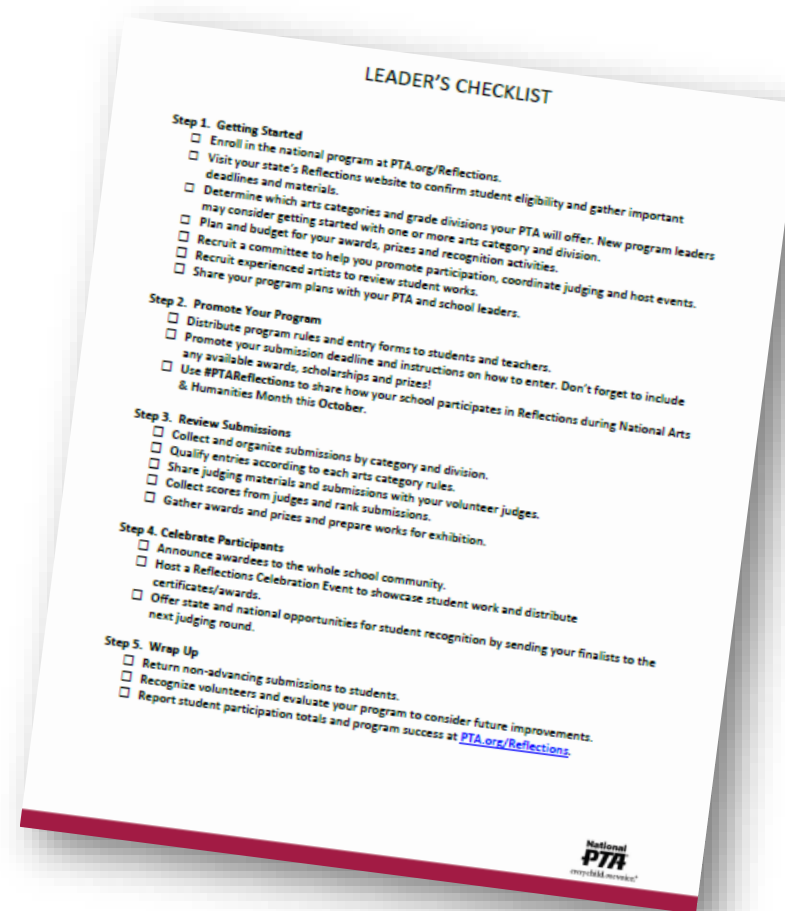 LEADER'S CHECKLIST
Step 1. Getting Started
☐ Enroll in the national program at PTA.org/Reflections.
☐ Visit your state's Reflections website to confirm student eligibility and gather important
deadlines and materials.
☐ Determine which arts categories and grade divisions your PTA will offer. New program leaders
may consider getting started with one or more arts category and division.
☐ Plan and budget for your awards, prizes and recognition activities.
☐ Recruit a committee to help you promote participation, coordinate judging and host events.
☐ Recruit experienced artists to review student works.
☐ Share your program plans with your PTA and school leaders.
Step 2. Promote Your Program
☐ Distribute program rules and entry forms to students and teachers.
☐ Promote your submission deadline and instructions on how to enter. Don't forget to include
any available awards, scholarships and prizes!
☐ Use #PTAReflections to share how your school participates in Reflections during National Arts
& Humanities Month this October.
Step 3. Review Submissions
☐ Collect and organize submissions by category and division.
☐ Qualify entries according to each arts category rules.
☐ Share judging materials and submissions with your volunteer judges.
☐ Collect scores from judges and rank submissions.
☐ Gather awards and prizes and prepare works for exhibition.
Step 4. Celebrate Participants
☐ Announce awardees to the whole school community.
☐ Host a Reflections Celebration Event to showcase student work and distribute
certificates/awards.
☐ Offer state and national opportunities for student recognition by sending your finalists to the
next judging round.
Step 5. Wrap Up
☐ Return non-advancing submissions to students.
☐ Recognize volunteers and evaluate your program to consider future improvements.
☐ Report student participation totals and program success at PTA.org/Reflections.
National
PTA
everychild.onevoice.®